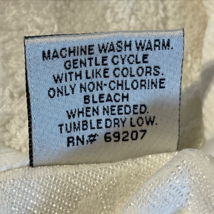 MACHINE WASH WARM.
GENTLE CYCLE
WITH LIKE COLORS.
ONLY NON-CHLORINE
BLEACH
WHEN NEEDED.
TUMBLE DRY LOW.
RN# 69207